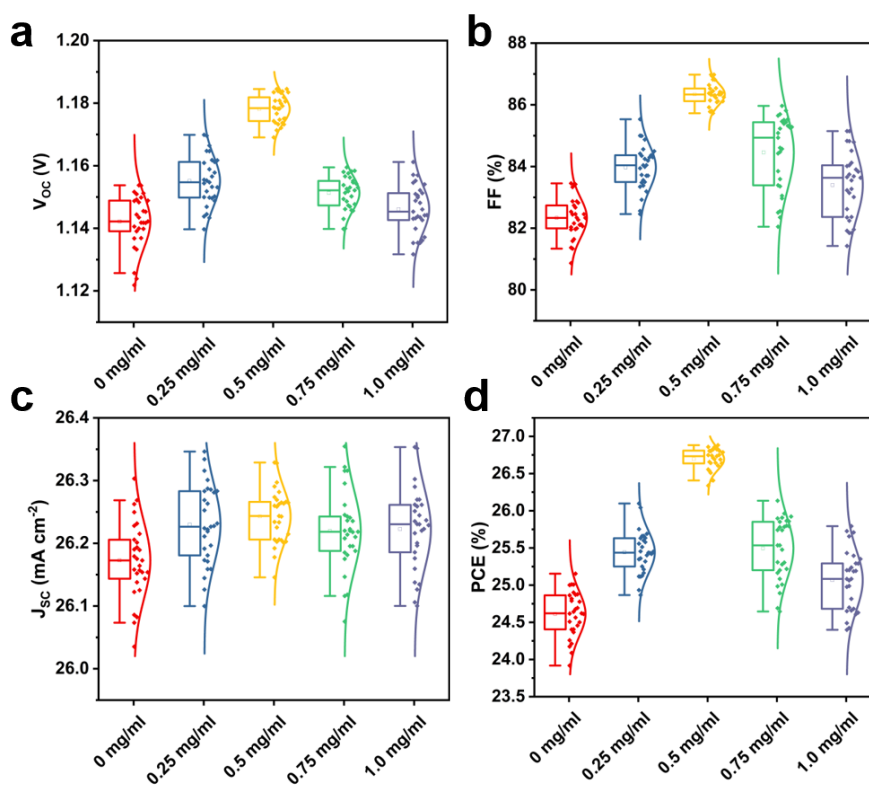 a
1.20
1.18
1.16
1.14
1.12
V_OC (V)
0 mg/ml
0.25 mg/ml
0.5 mg/ml
0.75 mg/ml
1.0 mg/ml
b
88
86
84
82
80
FF (%)
0 mg/ml
0.25 mg/ml
0.5 mg/ml
0.75 mg/ml
1.0 mg/ml
c
26.4
26.3
26.2
26.1
26.0
J_SC (mA cm⁻²)
0 mg/ml
0.25 mg/ml
0.5 mg/ml
0.75 mg/ml
1.0 mg/ml
d
27.0
26.5
26.0
25.5
25.0
24.5
24.0
23.5
PCE (%)
0 mg/ml
0.25 mg/ml
0.5 mg/ml
0.75 mg/ml
1.0 mg/ml